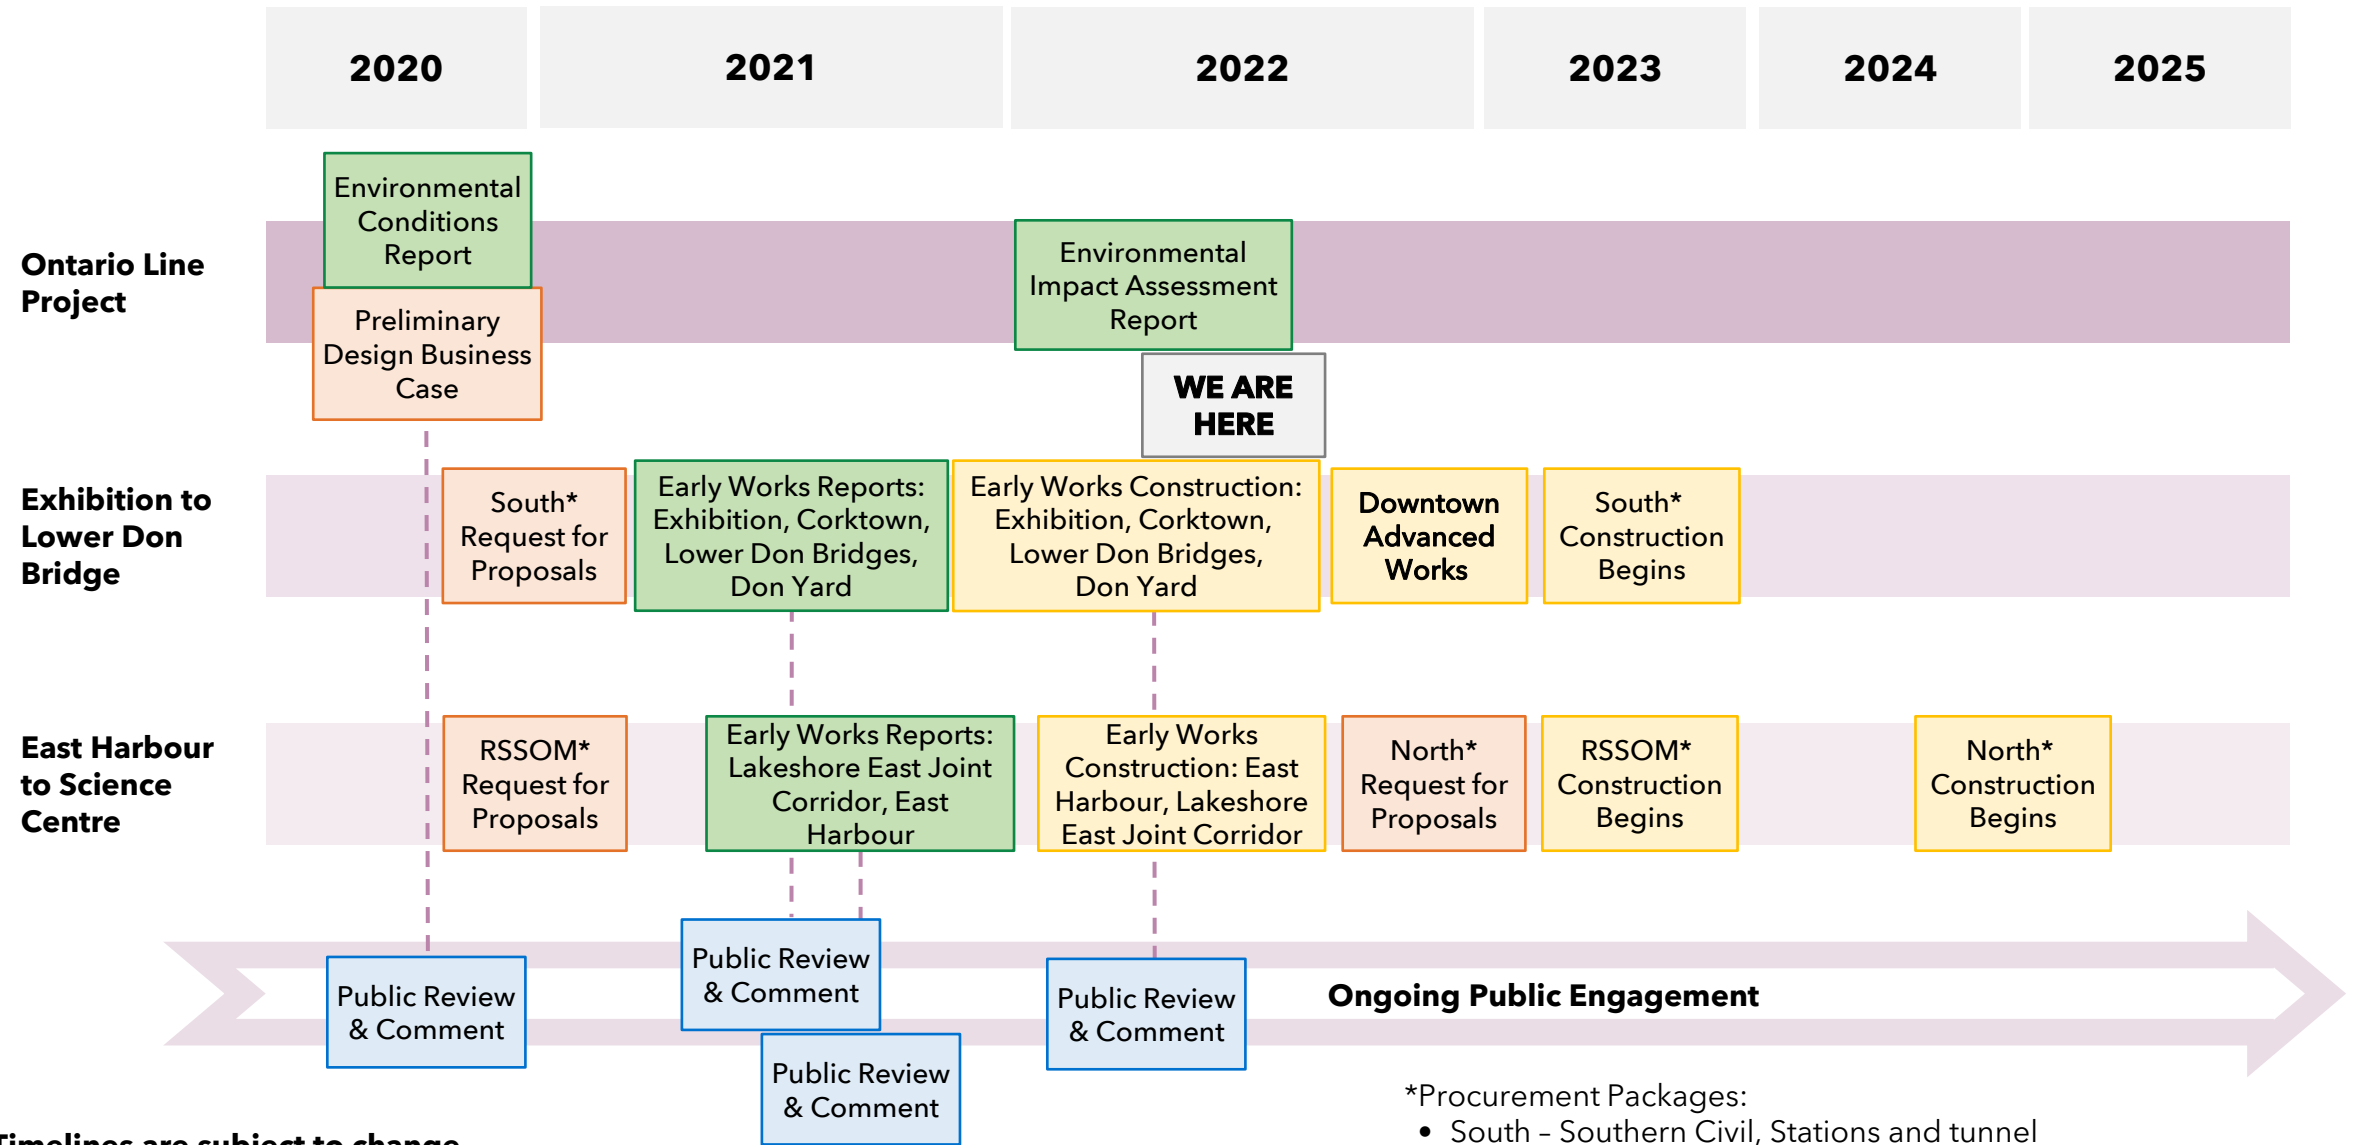 2020
2021
2022
2023
2024
2025
Ontario Line
Project
Environmental
Conditions
Report
Preliminary
Design Business
Case
Environmental
Impact Assessment
Report
WE ARE
HERE
Exhibition to
Lower Don
Bridge
South*
Request for
Proposals
Early Works Reports:
Exhibition, Corktown,
Lower Don Bridges,
Don Yard
Early Works Construction:
Exhibition, Corktown,
Lower Don Bridges,
Don Yard
Downtown
Advanced
Works
South*
Construction
Begins
East Harbour
to Science
Centre
RSSOM*
Request for
Proposals
Early Works Reports:
Lakeshore East Joint
Corridor, East
Harbour
Early Works
Construction: East
Harbour, Lakeshore
East Joint Corridor
North*
Request for
Proposals
RSSOM*
Construction
Begins
North*
Construction
Begins
Public Review
& Comment
Public Review
& Comment
Public Review
& Comment
Public Review
& Comment
Ongoing Public Engagement
*Procurement Packages:
• South – Southern Civil, Stations and tunnel
Timelines are subject to change